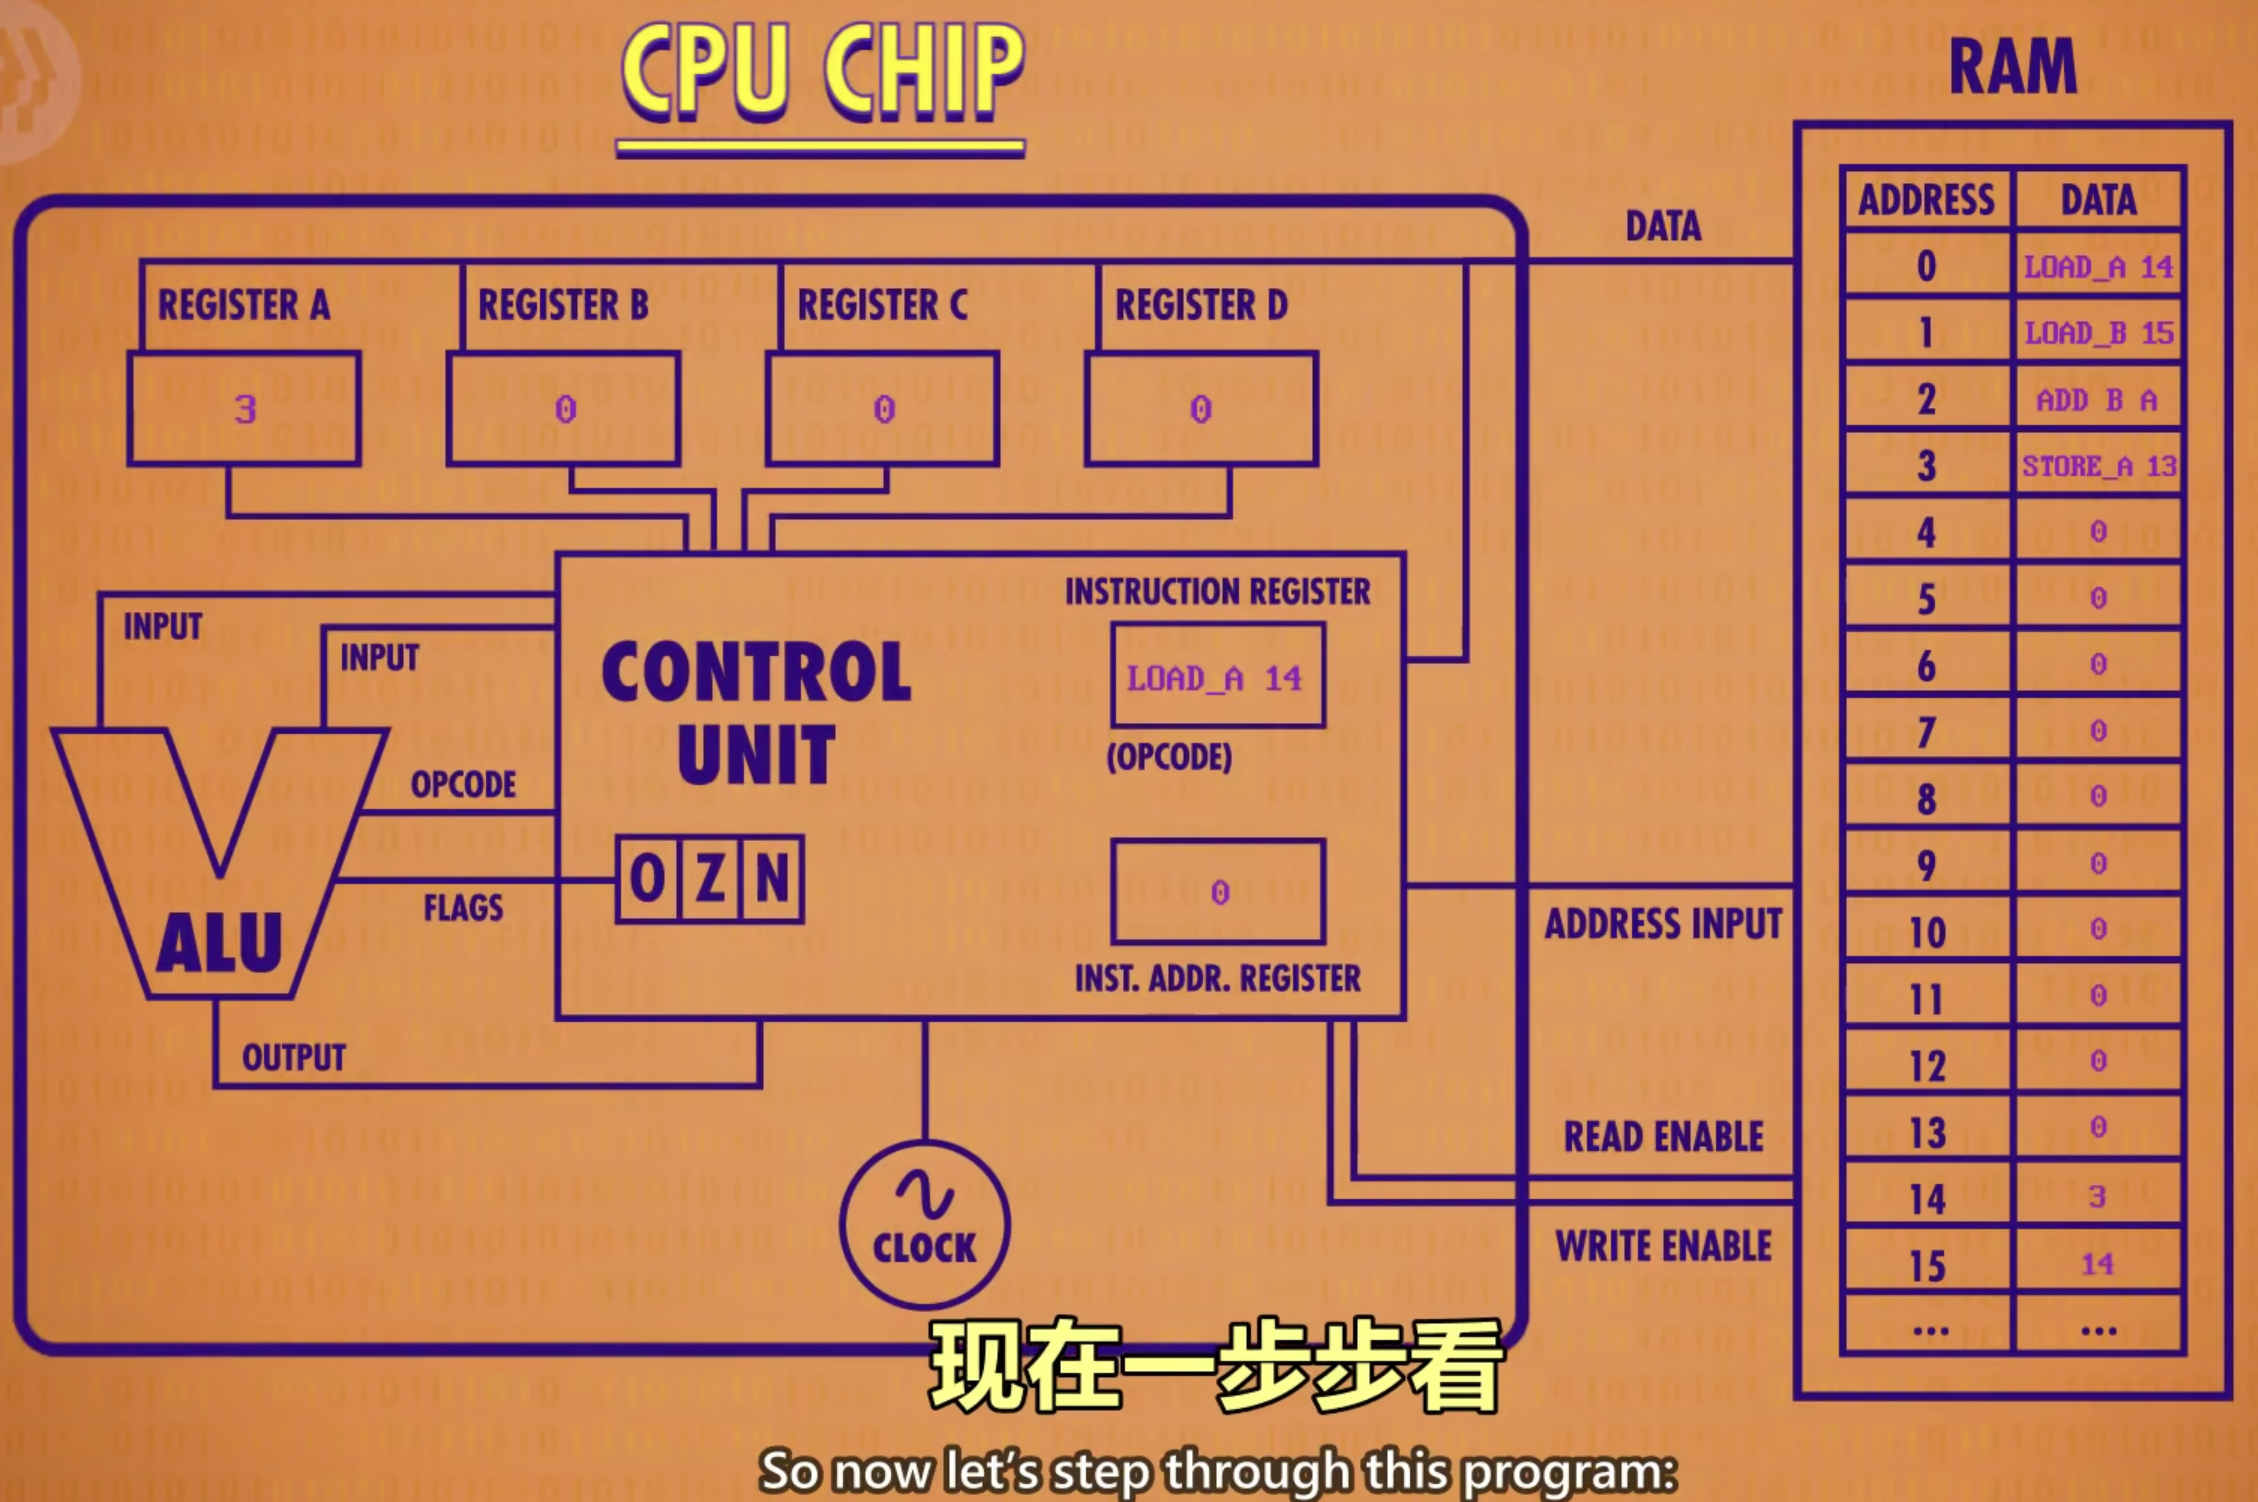 CPU CHIP
RAM
DATA
REGISTER A
REGISTER B
REGISTER C
REGISTER D
3
0
0
0
INPUT
INPUT
CONTROL
UNIT
INSTRUCTION REGISTER
LOAD_A 14
(OPCODE)
OPCODE
O Z N
FLAGS
ALU
0
INST. ADDR. REGISTER
OUTPUT
CLOCK
ADDRESS INPUT
READ ENABLE
WRITE ENABLE
ADDRESS DATA
0 LOAD_A 14
1 LOAD_B 15
2 ADD B A
3 STORE_A 13
4 0
5 0
6 0
7 0
8 0
9 0
10 0
11 0
12 0
13 0
14 3
15 14
... ...
现在一步步看
So now let's step through this program: